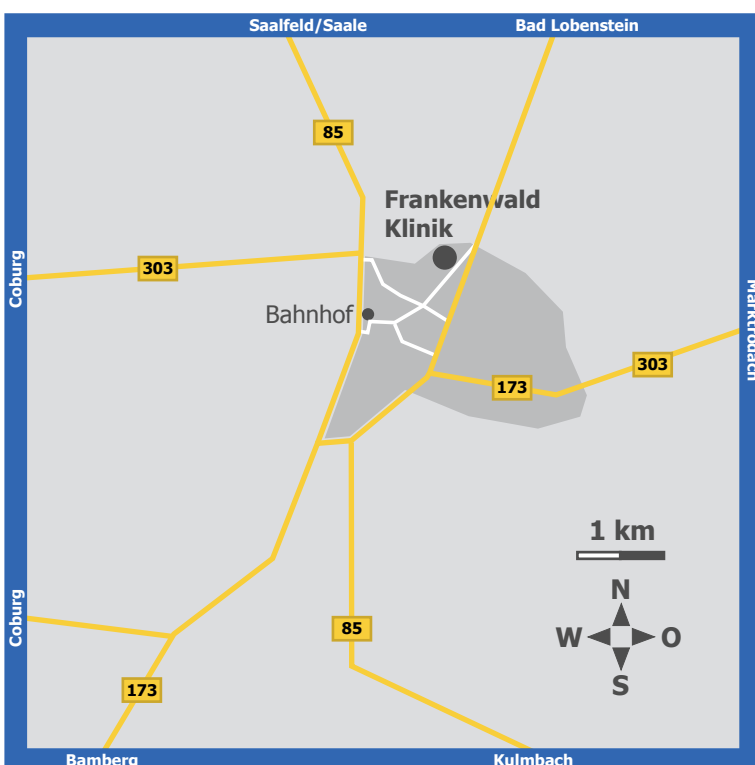 Saalfeld/Saale
Bad Lobenstein
85
Frankenwald
Klinik
Coburg
303
Bahnhof
Marktrodach
303
173
1 km
N
W
O
S
Coburg
85
173
Bamberg
Kulmbach